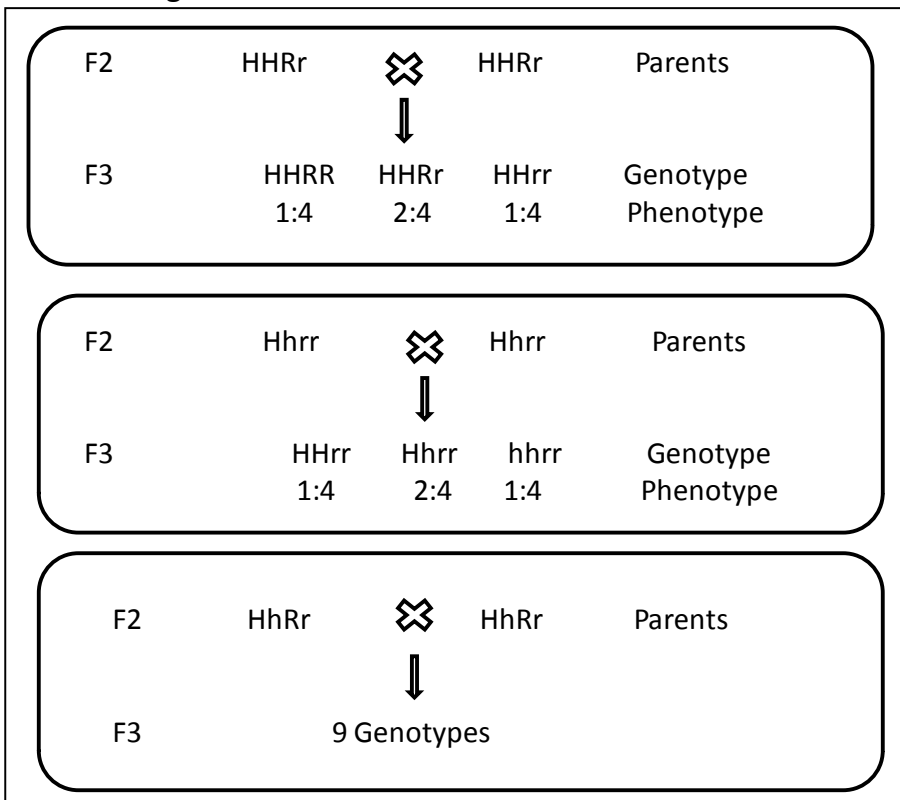 F2 HHRr HHRr Parents
F3 HHRR HHRr HHrr Genotype
1:4 2:4 1:4 Phenotype
F2 Hhrr Hhrr Parents
F3 HHrr Hhrr hhrr Genotype
1:4 2:4 1:4 Phenotype
F2 HhRr HhRr Parents
F3 9 Genotypes